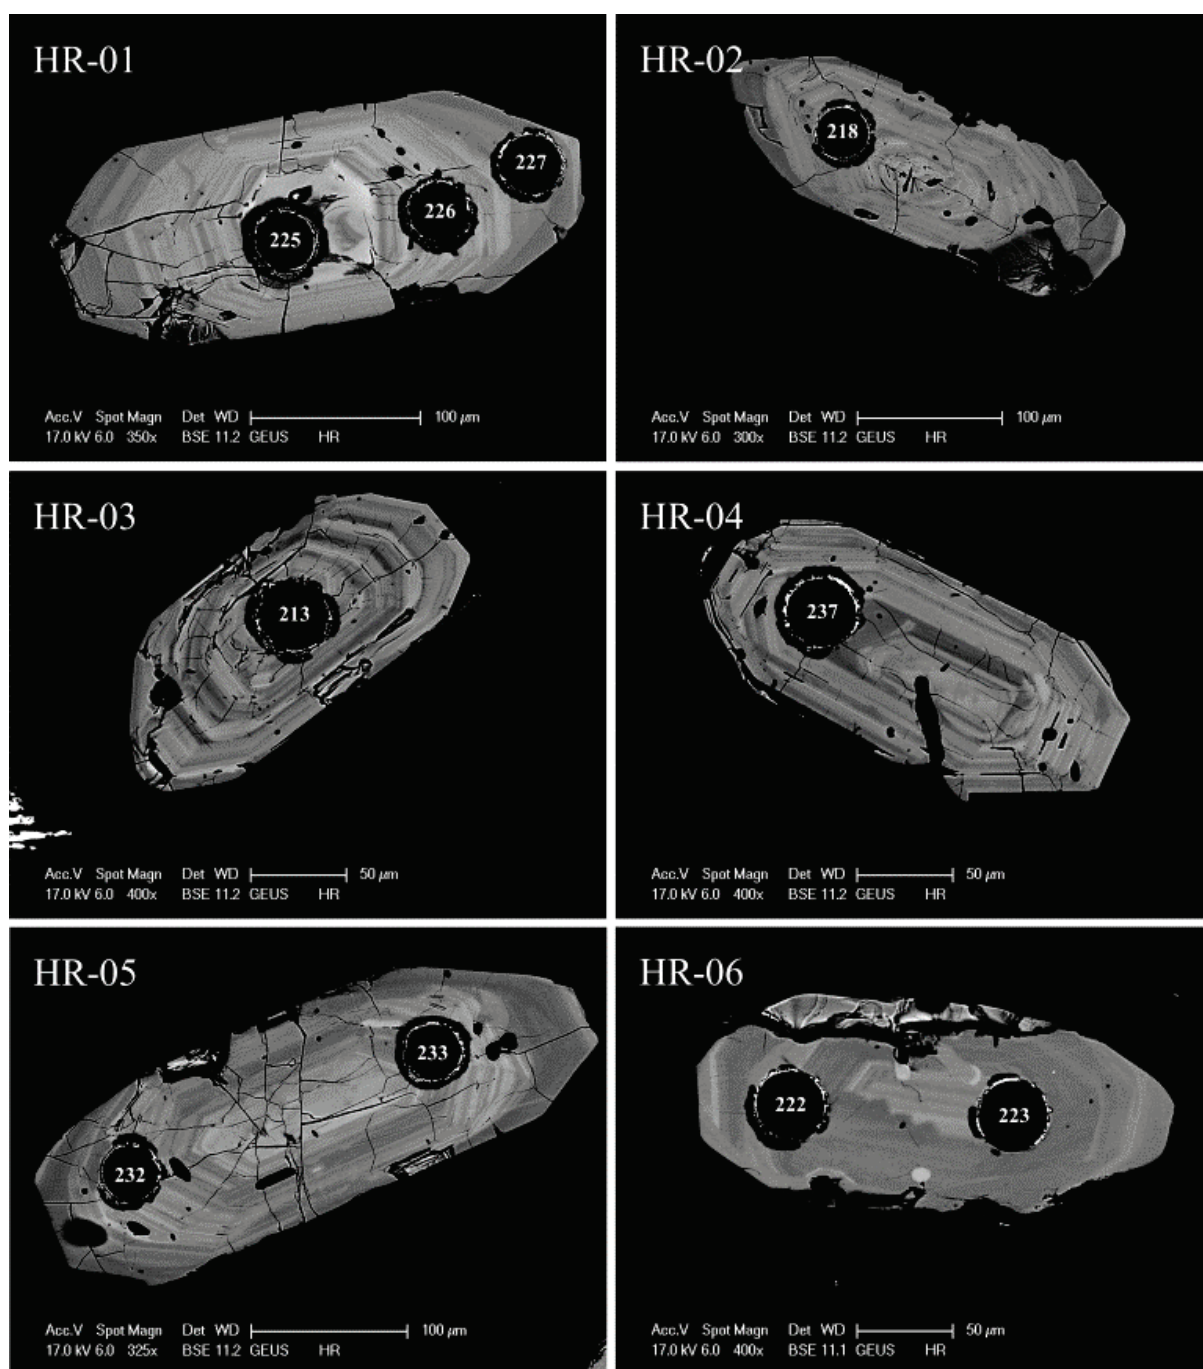 HR-01
227
226
225
Acc.V Spot Magn Det WD 100 µm
17.0 kV 6.0 350x BSE 11.2 GEUS HR
HR-02
218
Acc.V Spot Magn Det WD 100 µm
17.0 kV 6.0 300x BSE 11.2 GEUS HR
HR-03
213
Acc.V Spot Magn Det WD 50 µm
17.0 kV 6.0 400x BSE 11.2 GEUS HR
HR-04
237
Acc.V Spot Magn Det WD 50 µm
17.0 kV 6.0 400x BSE 11.2 GEUS HR
HR-05
233
232
Acc.V Spot Magn Det WD 100 µm
17.0 kV 6.0 325x BSE 11.2 GEUS HR
HR-06
222
223
Acc.V Spot Magn Det WD 50 µm
17.0 kV 6.0 400x BSE 11.1 GEUS HR